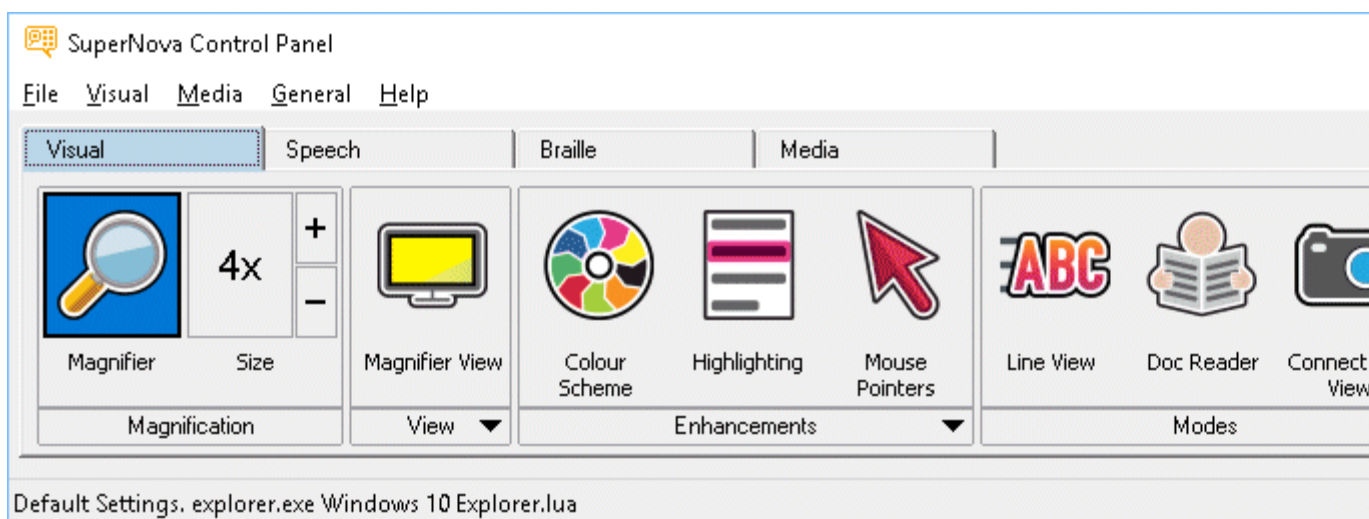 SuperNova Control Panel
File Visual Media General Help
Visual Speech Braille Media
4x + −
ABC
Magnifier Size Magnifier View Colour Scheme Highlighting Mouse Pointers Line View Doc Reader Connect View
Magnification View Enhancements Modes
Default Settings. explorer.exe Windows 10 Explorer.lua